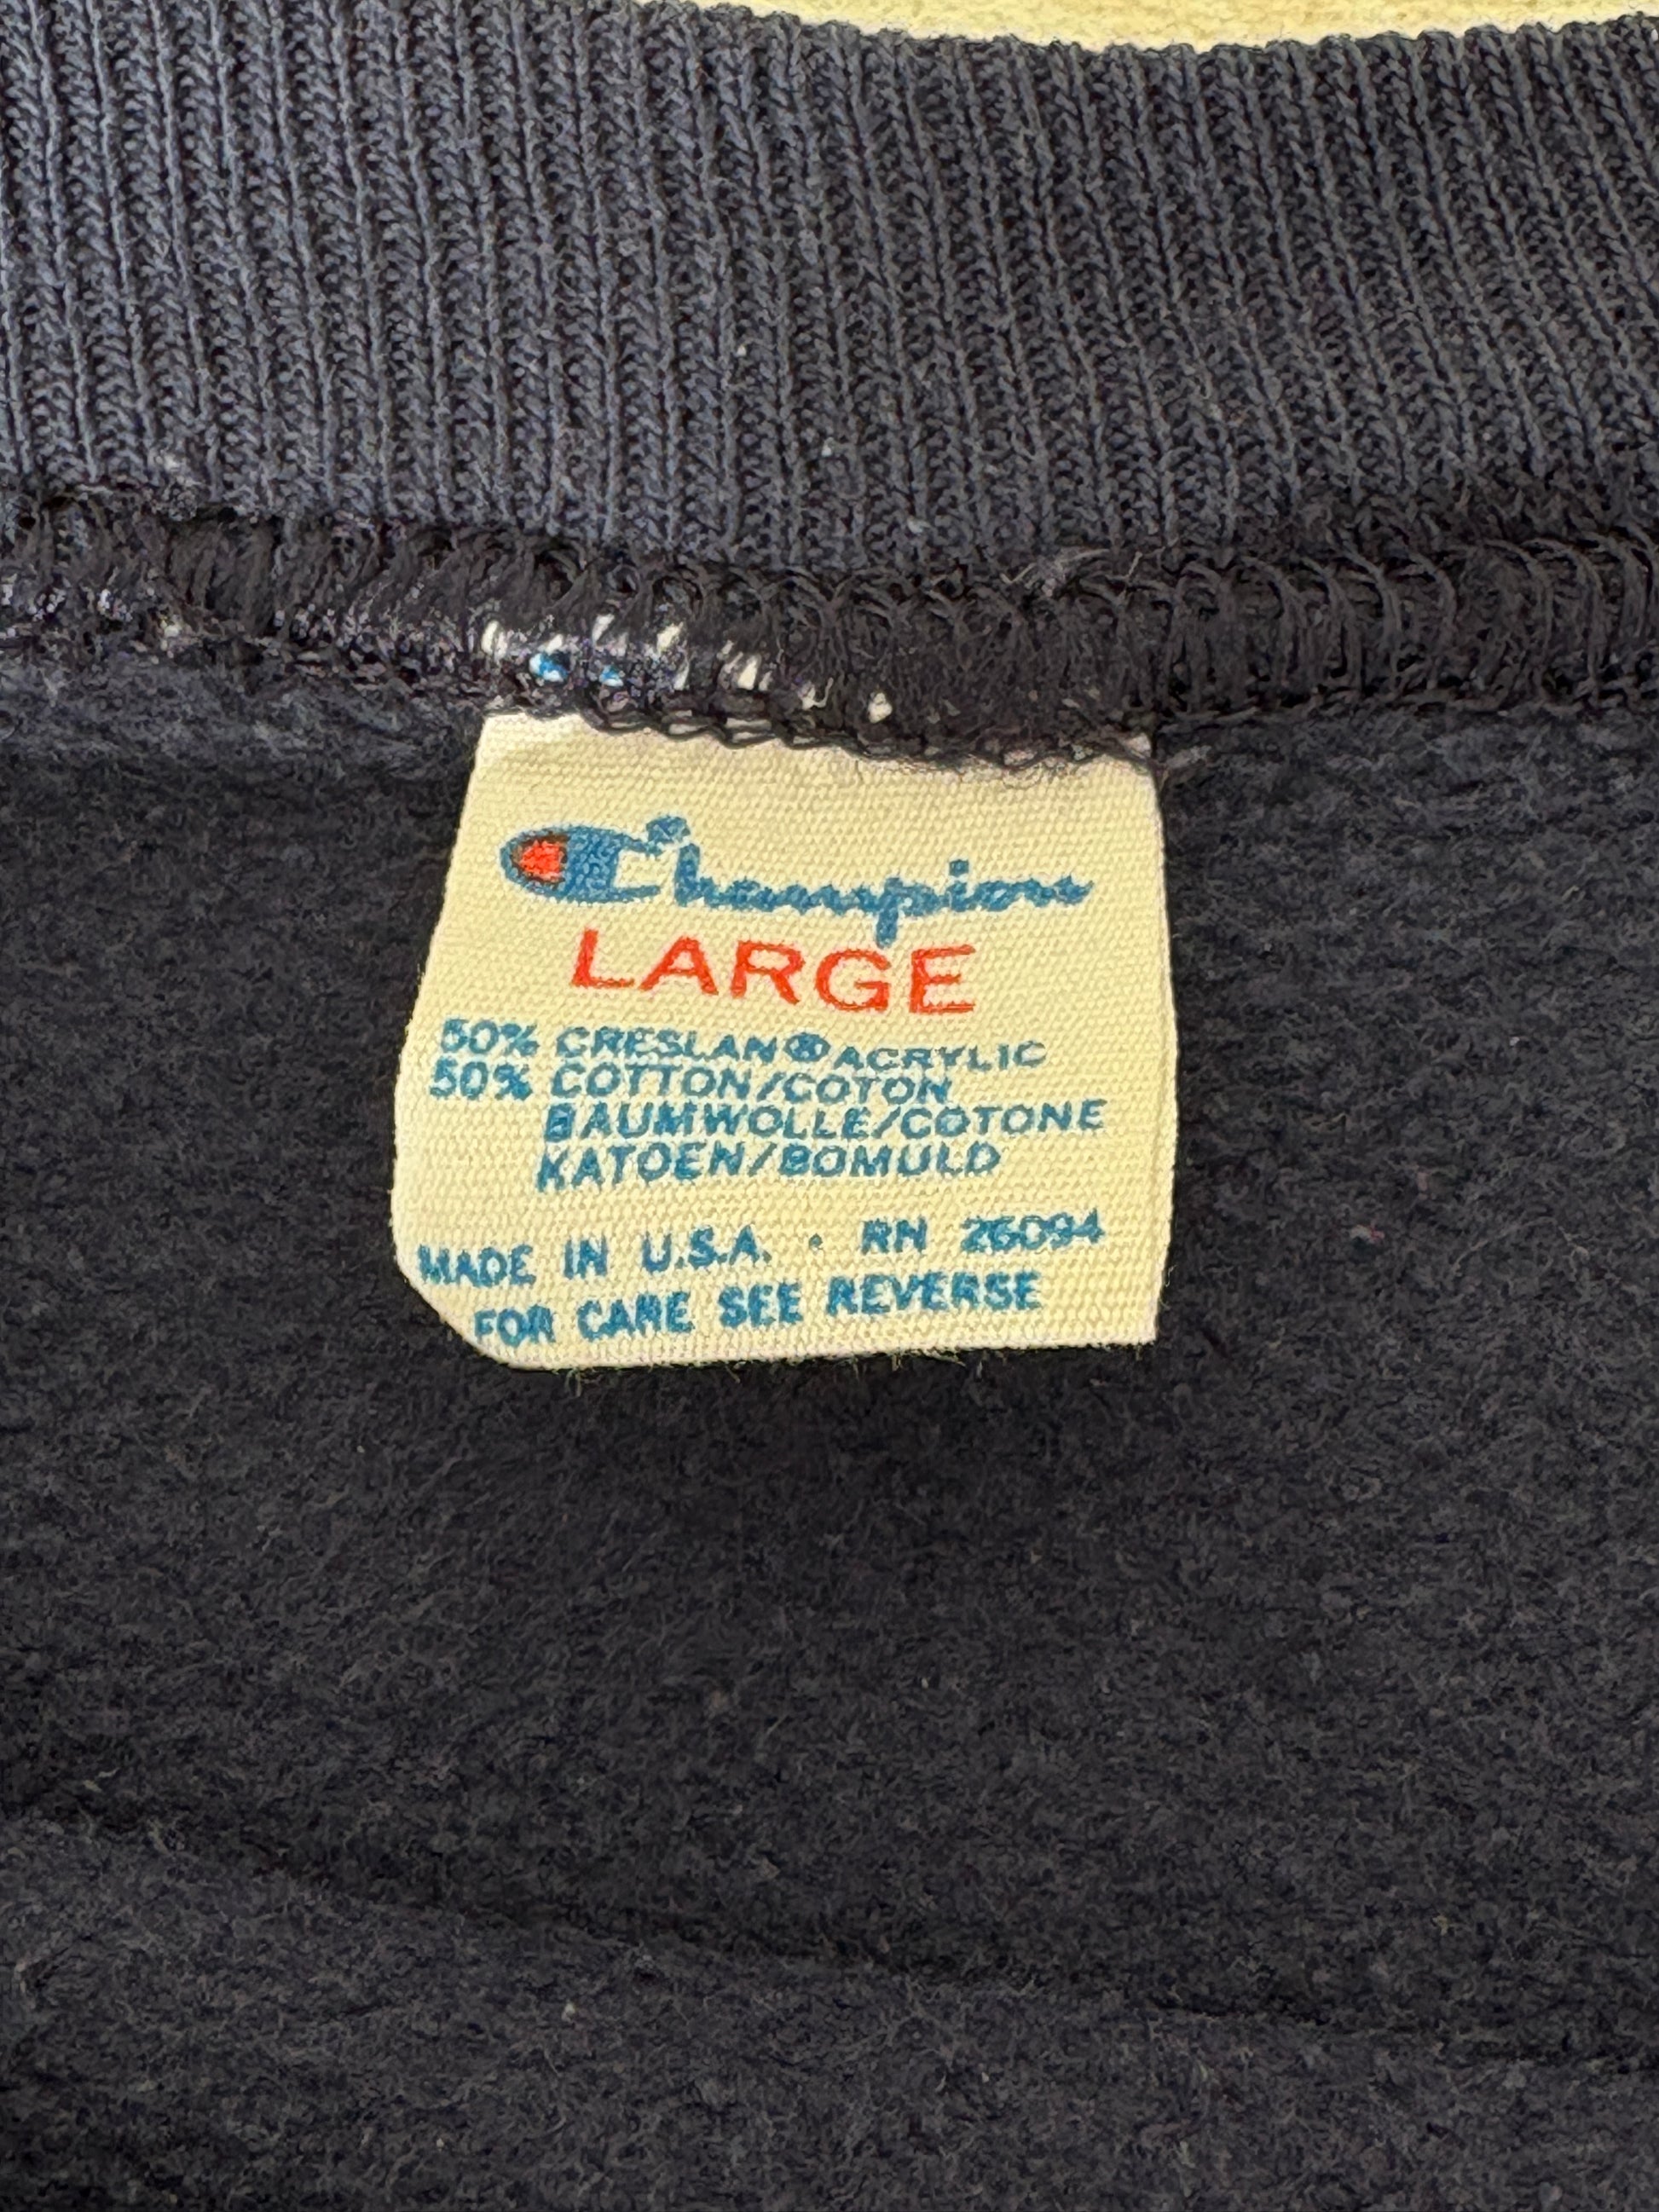 Champion
LARGE
50% CRESLAN® ACRYLIC
50% COTTON/COTON
BAUMWOLLE/COTONE
KATOEN/BOMULD
MADE IN U.S.A. • RN 26094
FOR CARE SEE REVERSE